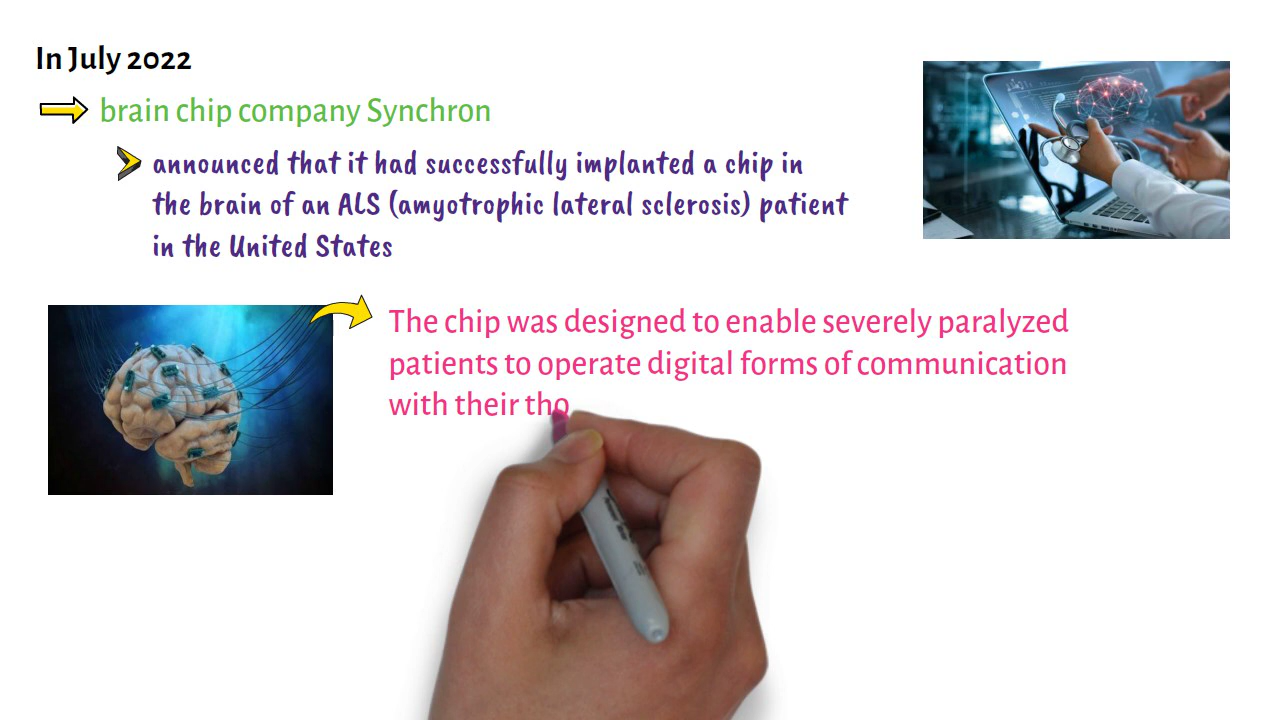 In July 2022
brain chip company Synchron
announced that it had successfully implanted a chip in
the brain of an ALS (amyotrophic lateral sclerosis) patient
in the United States
The chip was designed to enable severely paralyzed
patients to operate digital forms of communication
with their tho